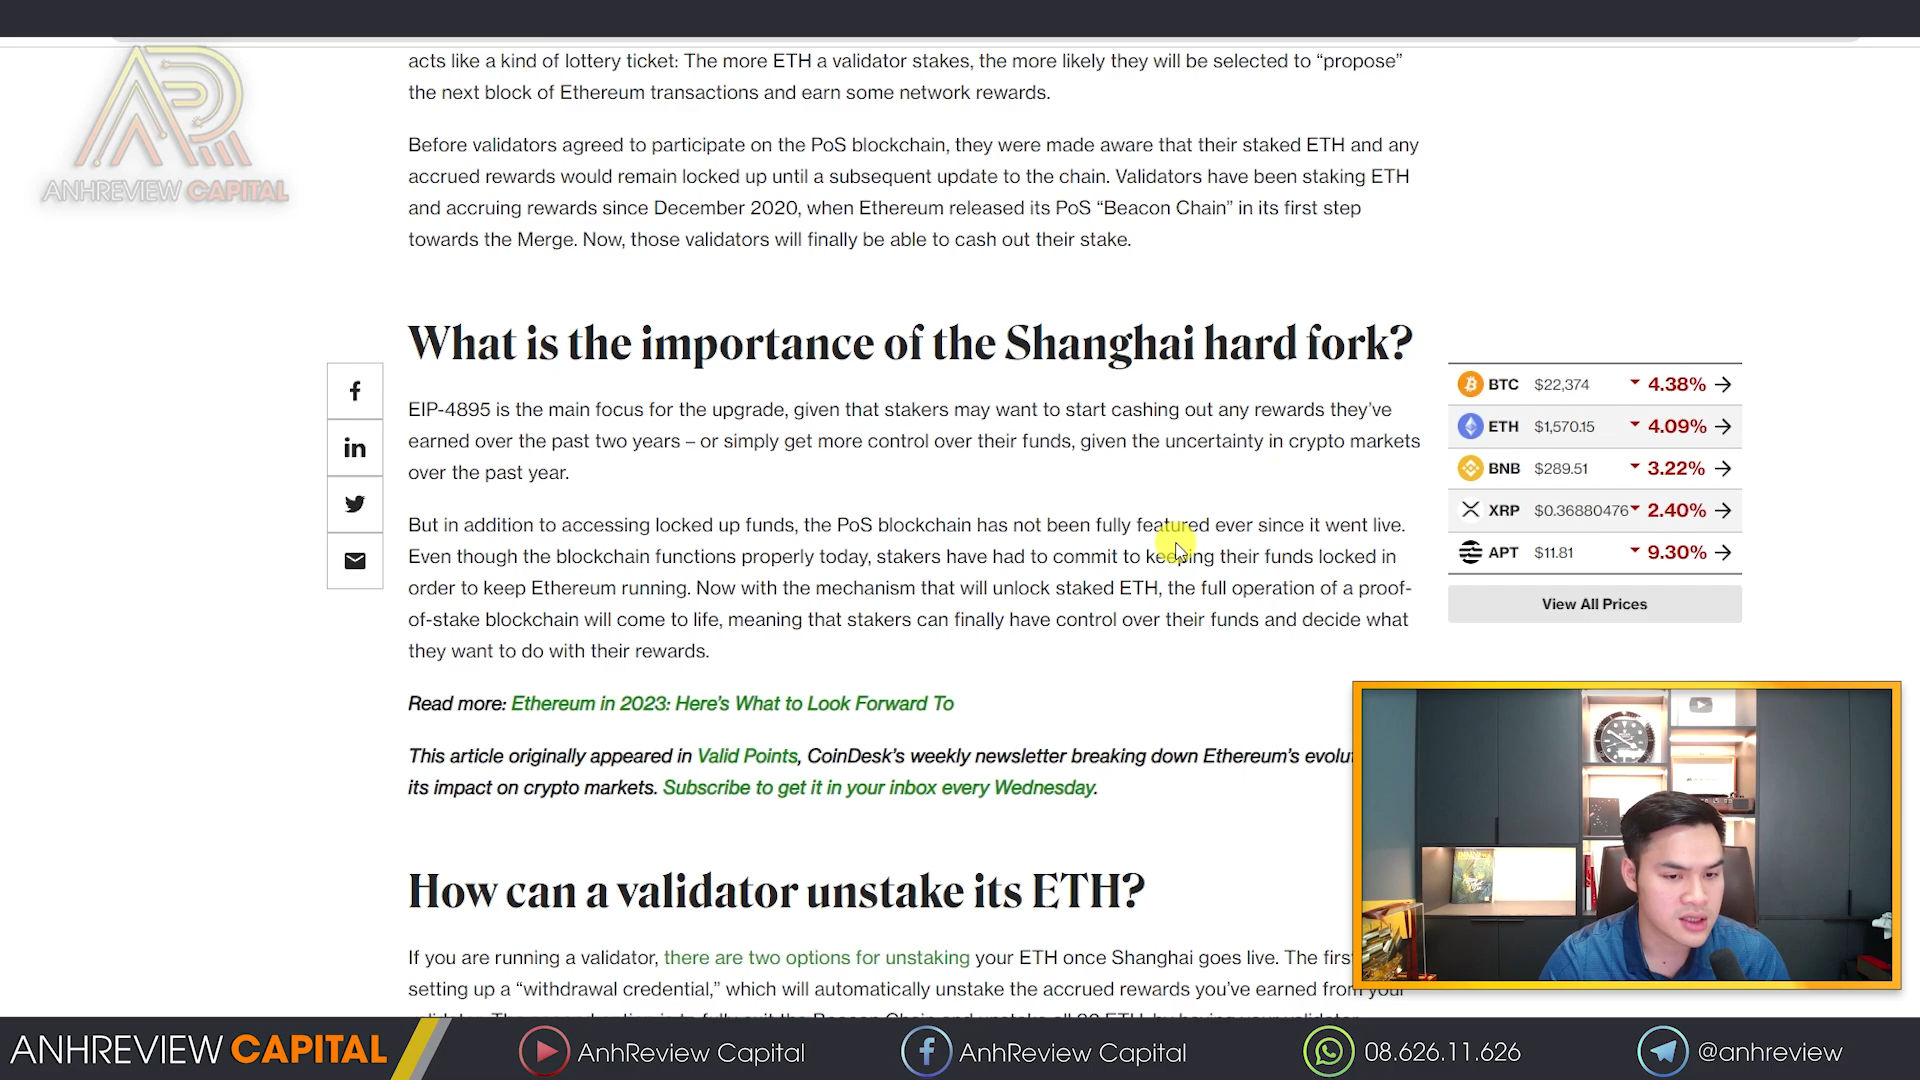 acts like a kind of lottery ticket: The more ETH a validator stakes, the more likely they will be selected to “propose”
the next block of Ethereum transactions and earn some network rewards.
ANHREVIEW CAPITAL
Before validators agreed to participate on the PoS blockchain, they were made aware that their staked ETH and any
accrued rewards would remain locked up until a subsequent update to the chain. Validators have been staking ETH
and accruing rewards since December 2020, when Ethereum released its PoS “Beacon Chain” in its first step
towards the Merge. Now, those validators will finally be able to cash out their stake.
What is the importance of the Shanghai hard fork?
EIP-4895 is the main focus for the upgrade, given that stakers may want to start cashing out any rewards they’ve
earned over the past two years – or simply get more control over their funds, given the uncertainty in crypto markets
over the past year.
But in addition to accessing locked up funds, the PoS blockchain has not been fully featured ever since it went live.
Even though the blockchain functions properly today, stakers have had to commit to keeping their funds locked in
order to keep Ethereum running. Now with the mechanism that will unlock staked ETH, the full operation of a proof-
of-stake blockchain will come to life, meaning that stakers can finally have control over their funds and decide what
they want to do with their rewards.
Read more: Ethereum in 2023: Here’s What to Look Forward To
This article originally appeared in Valid Points, CoinDesk’s weekly newsletter breaking down Ethereum’s evolut
its impact on crypto markets. Subscribe to get it in your inbox every Wednesday.
How can a validator unstake its ETH?
If you are running a validator, there are two options for unstaking your ETH once Shanghai goes live. The first
setting up a “withdrawal credential,” which will automatically unstake the accrued rewards you’ve earned from your
BTC $22,374 4.38%
ETH $1,570.15 4.09%
BNB $289.51 3.22%
XRP $0.36880476 2.40%
APT $11.81 9.30%
View All Prices
ANHREVIEW CAPITAL
AnhReview Capital
AnhReview Capital
08.626.11.626
@anhreview